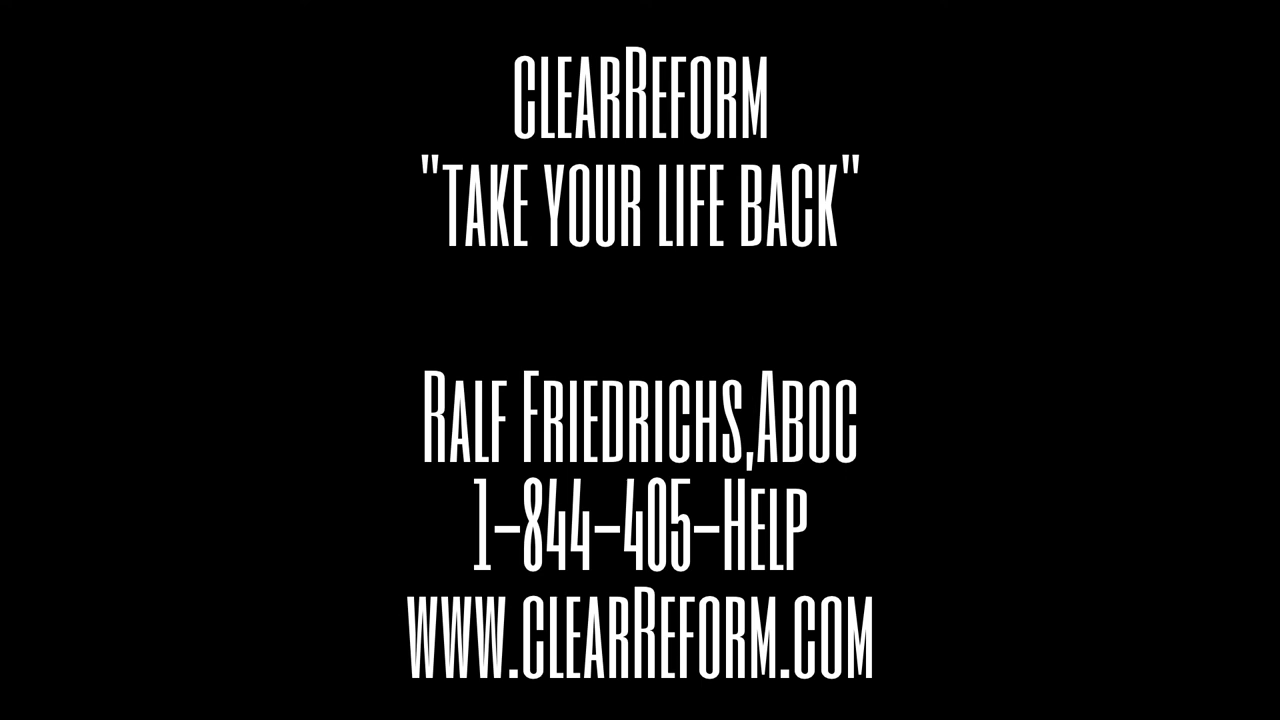 clearReform
"take your life back"
Ralf Friedrichs,Aboc
1-844-405-Help
www.clearReform.com